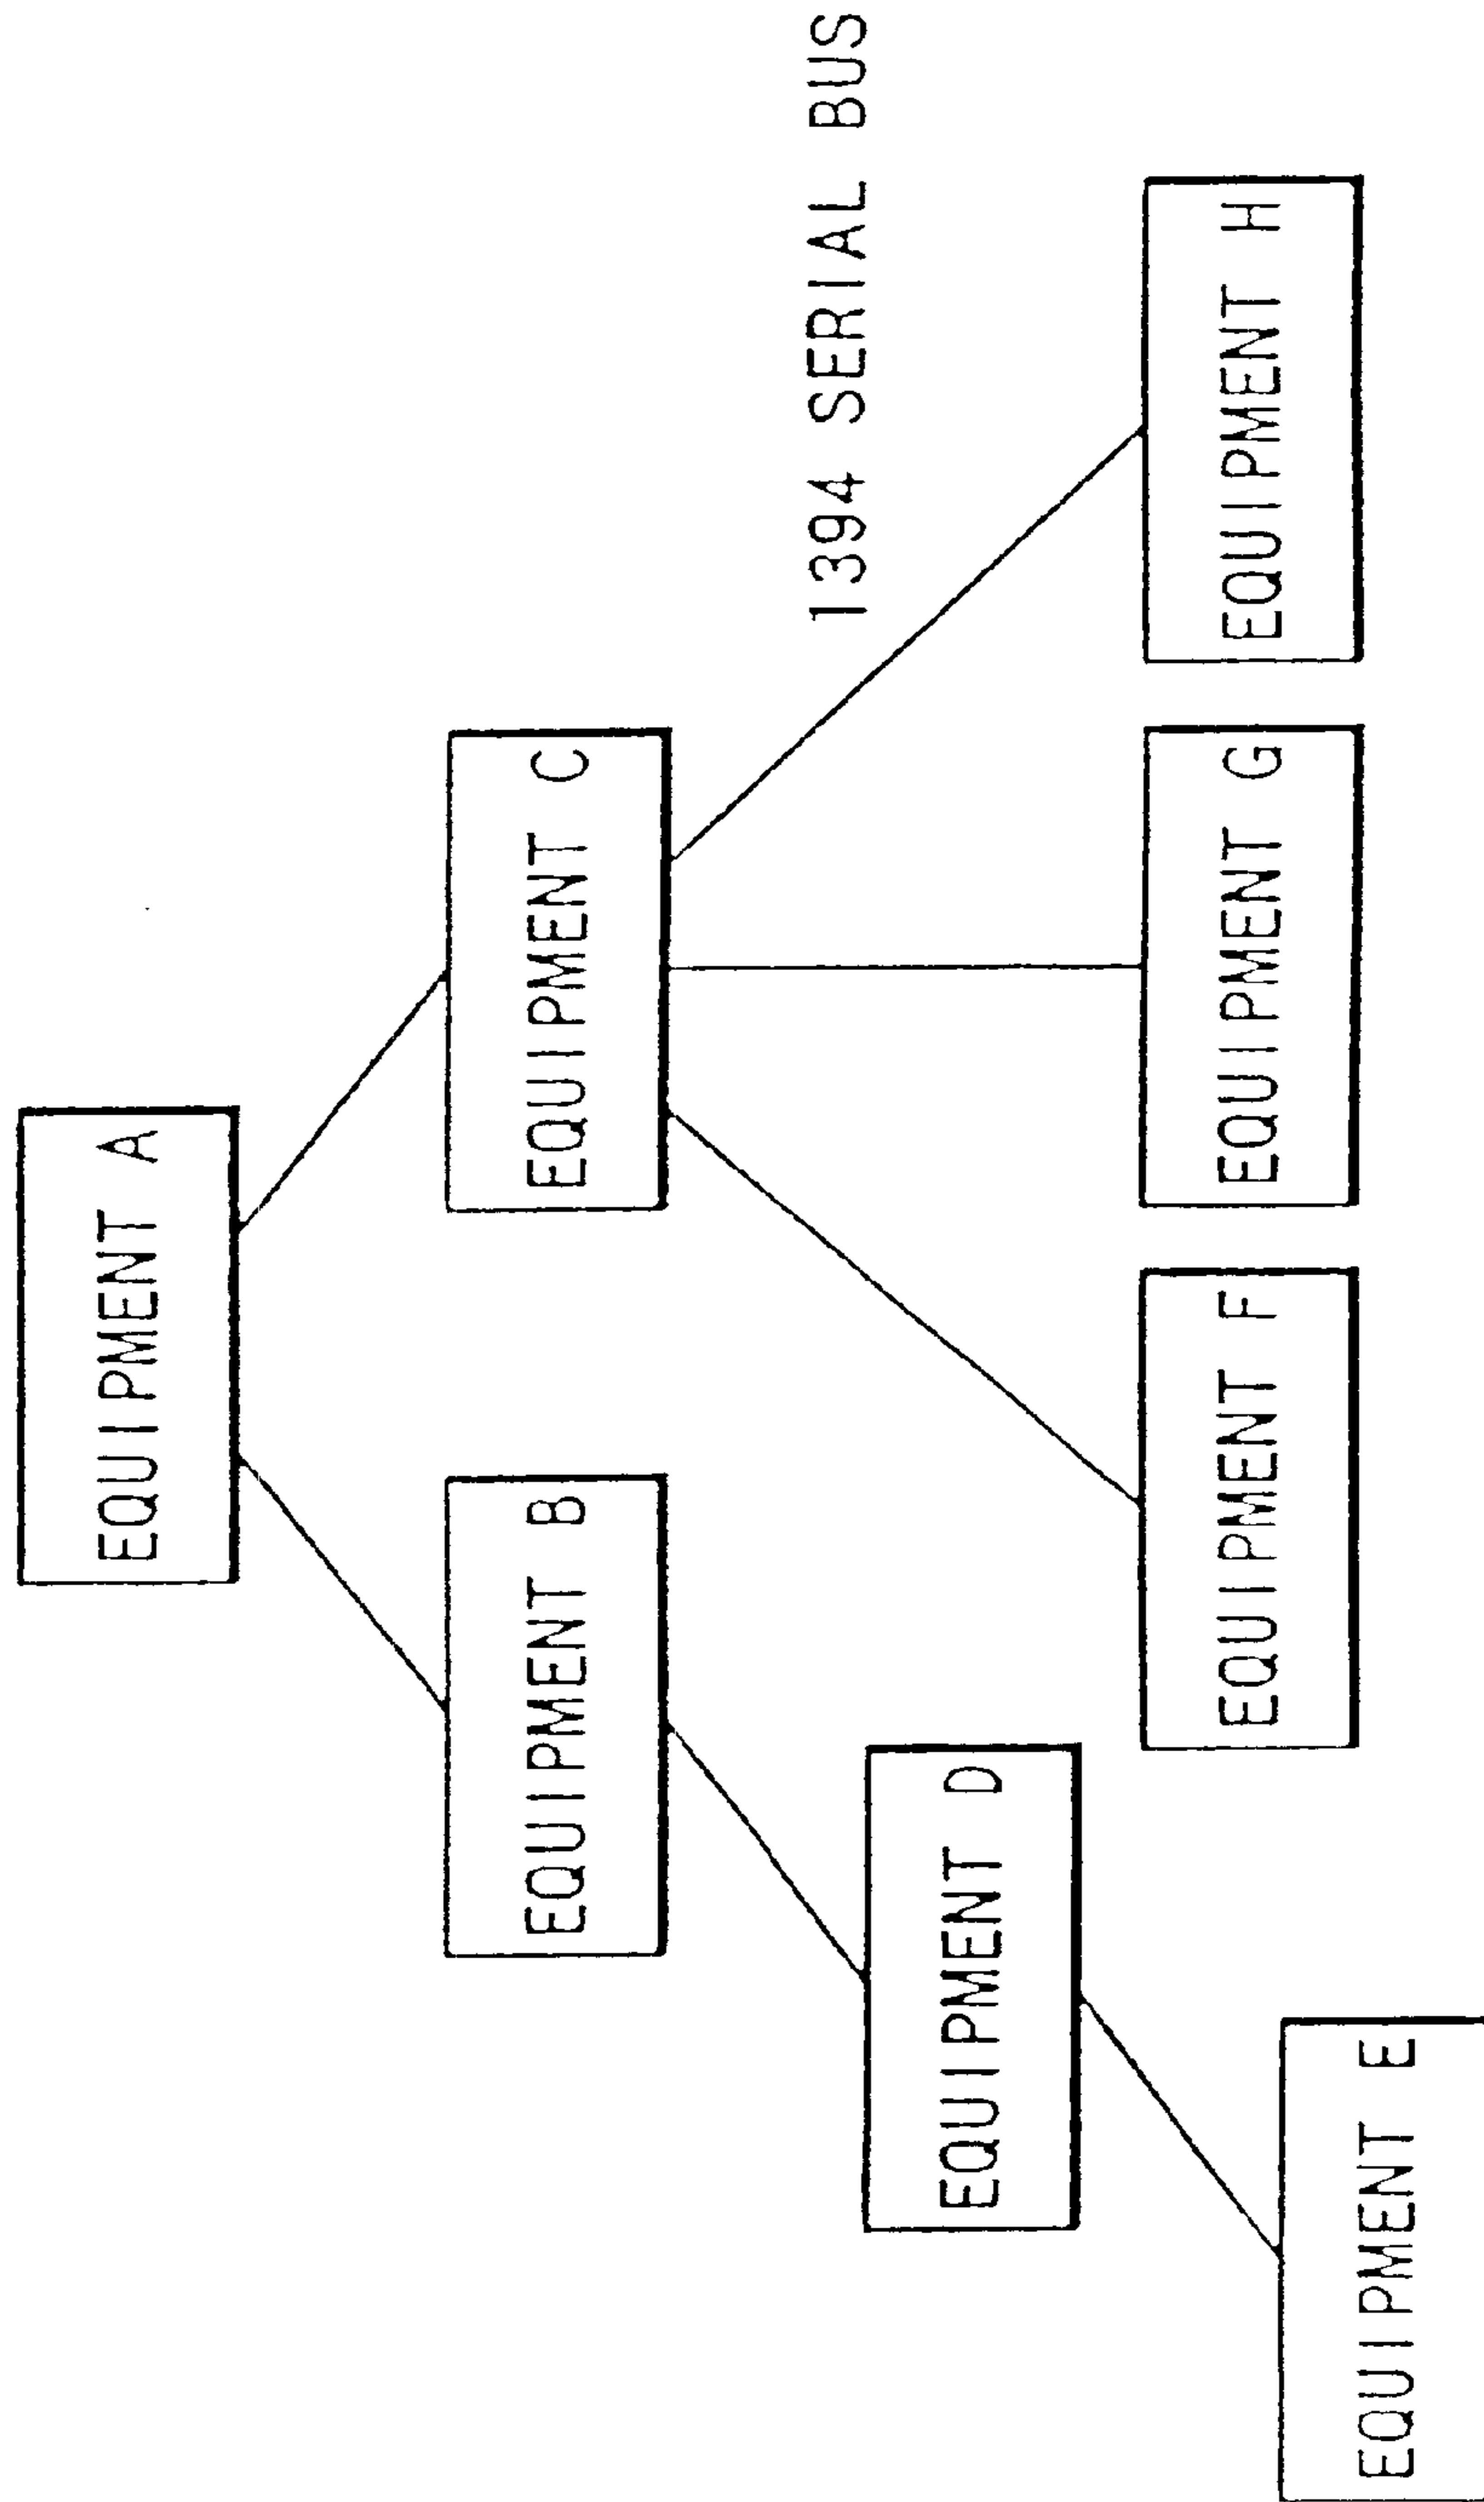 EQUIPMENT A
EQUIPMENT B
EQUIPMENT C
1394 SERIAL BUS
EQUIPMENT D
EQUIPMENT F
EQUIPMENT G
EQUIPMENT H
EQUIPMENT E